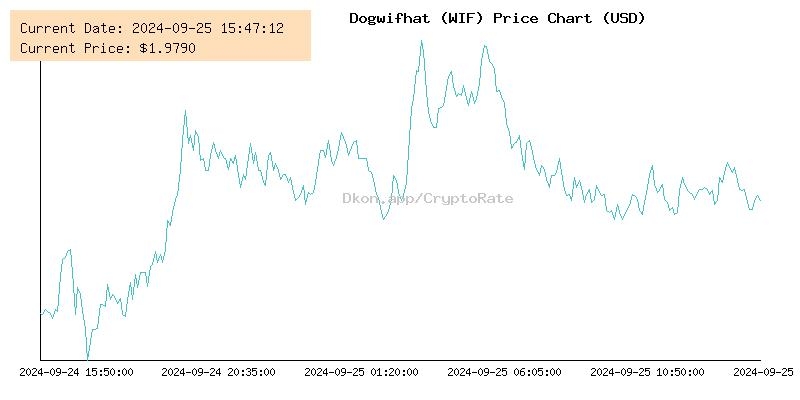 Dogwifhat (WIF) Price Chart (USD)
Current Date: 2024-09-25 15:47:12
Current Price: $1.9790
Dkon.app/CryptoRate
2024-09-24 15:50:00 2024-09-24 20:35:00 2024-09-25 01:20:00 2024-09-25 06:05:00 2024-09-25 10:50:00 2024-09-25